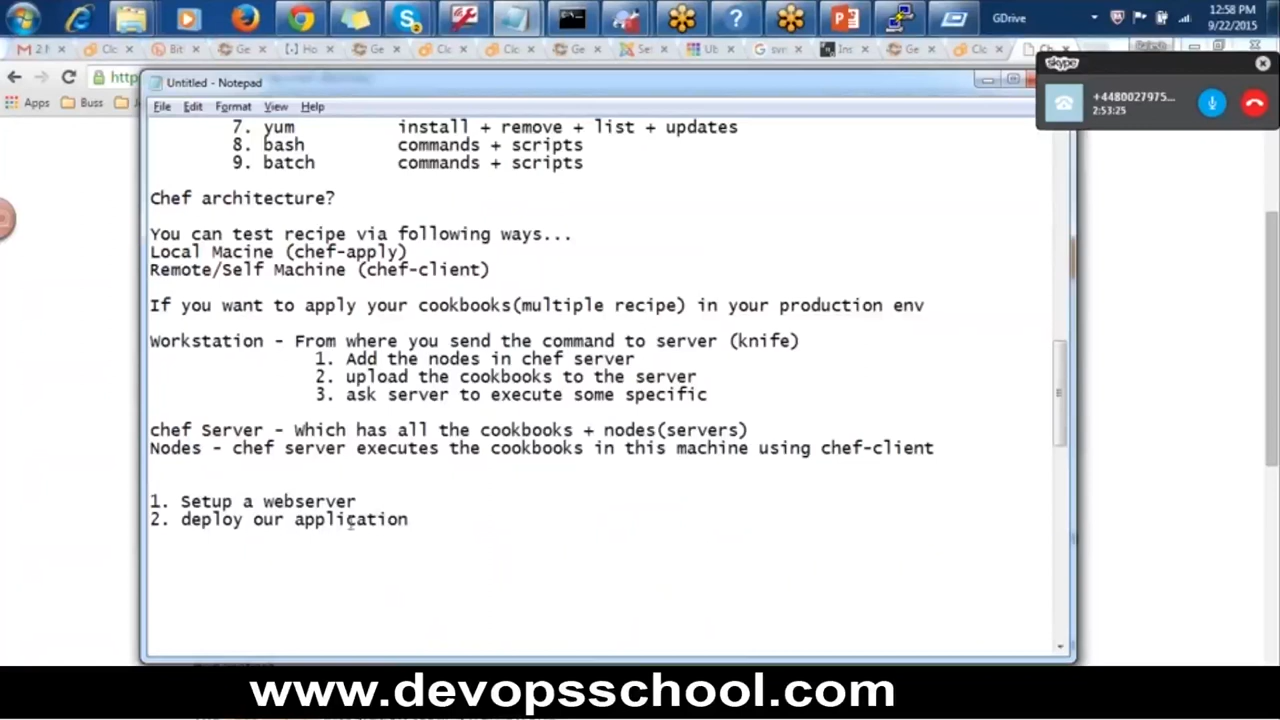 GDrive
12:58 PM
9/22/2015
http
Apps
Buss
Untitled - Notepad
skype
+4480027975...
2:53:25
File Edit Format View Help
7. yum install + remove + list + updates
8. bash commands + scripts
9. batch commands + scripts
Chef architecture?
You can test recipe via following ways...
Local Macine (chef-apply)
Remote/Self Machine (chef-client)
If you want to apply your cookbooks(multiple recipe) in your production env
Workstation - From where you send the command to server (knife)
1. Add the nodes in chef server
2. upload the cookbooks to the server
3. ask server to execute some specific
chef Server - Which has all the cookbooks + nodes(servers)
Nodes - chef server executes the cookbooks in this machine using chef-client
1. Setup a webserver
2. deploy our application
www.devopsschool.com